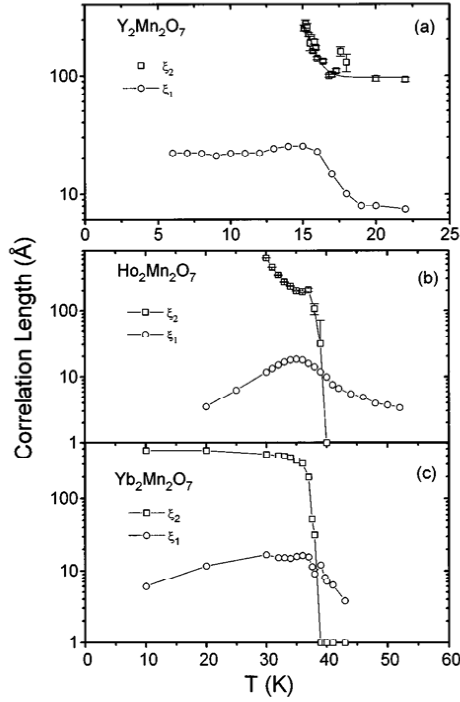 Y₂Mn₂O₇ (a)
ξ₂
ξ₁
100
10
0 5 10 15 20 25
Correlation Length (Å)
Ho₂Mn₂O₇ (b)
ξ₂
ξ₁
100
10
1
Yb₂Mn₂O₇ (c)
ξ₂
ξ₁
100
10
1
0 10 20 30 40 50 60
T (K)